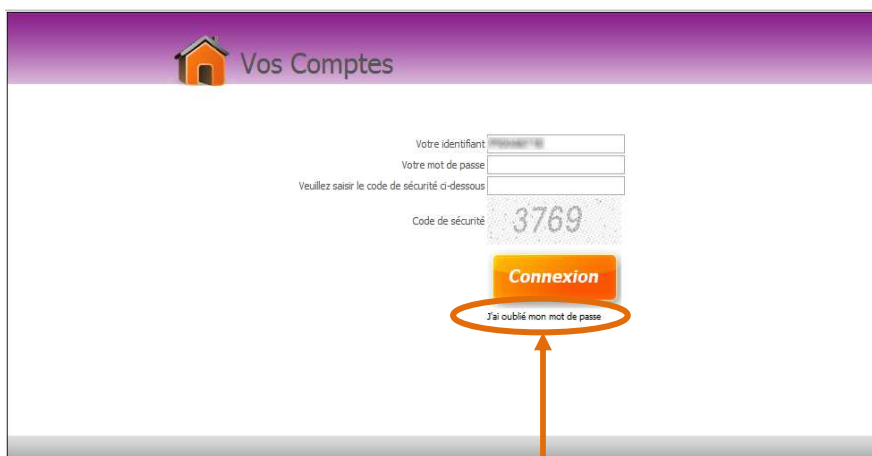 Vos Comptes
Votre identifiant
Votre mot de passe
Veuillez saisir le code de sécurité ci-dessous
Code de sécurité 3769
Connexion
J'ai oublié mon mot de passe